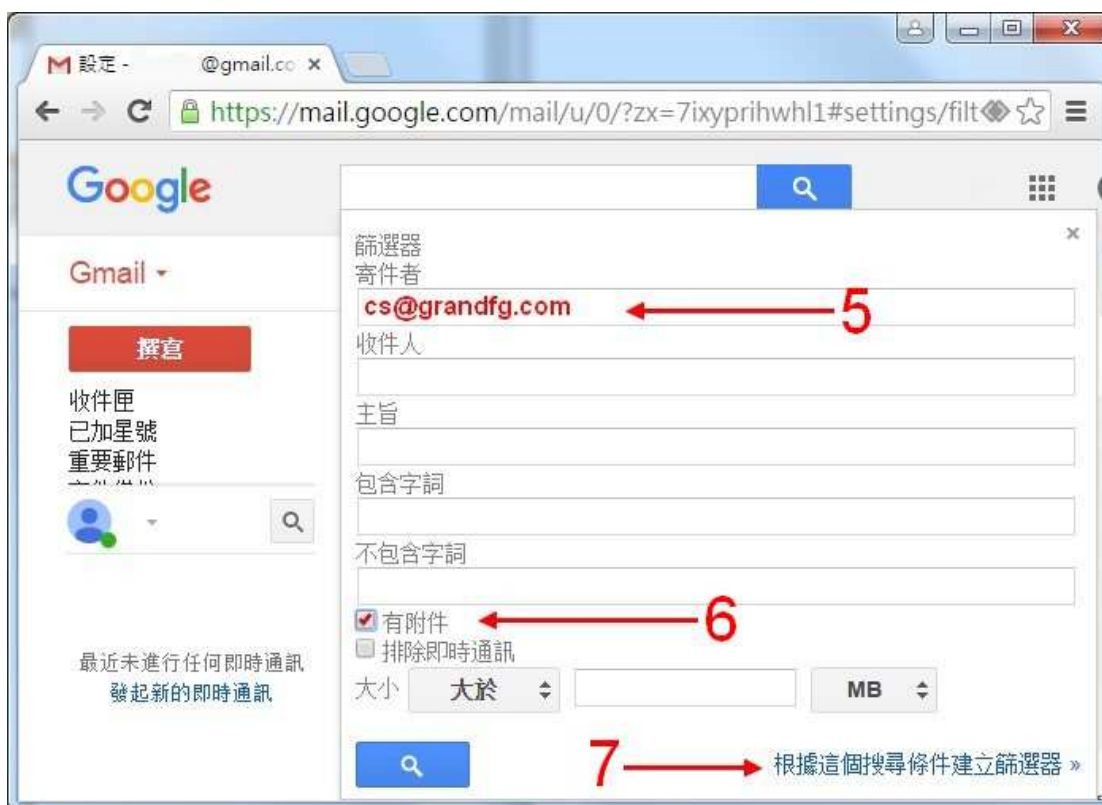 設定 - @gmail.co
https://mail.google.com/mail/u/0/?zx=7ixyprihwhl1#settings/filt
Google
Gmail
撰寫
收件匣
已加星號
重要郵件
最近未進行任何即時通訊
發起新的即時通訊
篩選器
寄件者
cs@grandfg.com
5
收件人
主旨
包含字詞
不包含字詞
有附件
6
排除即時通訊
大小 大於 MB
7
根據這個搜尋條件建立篩選器 »